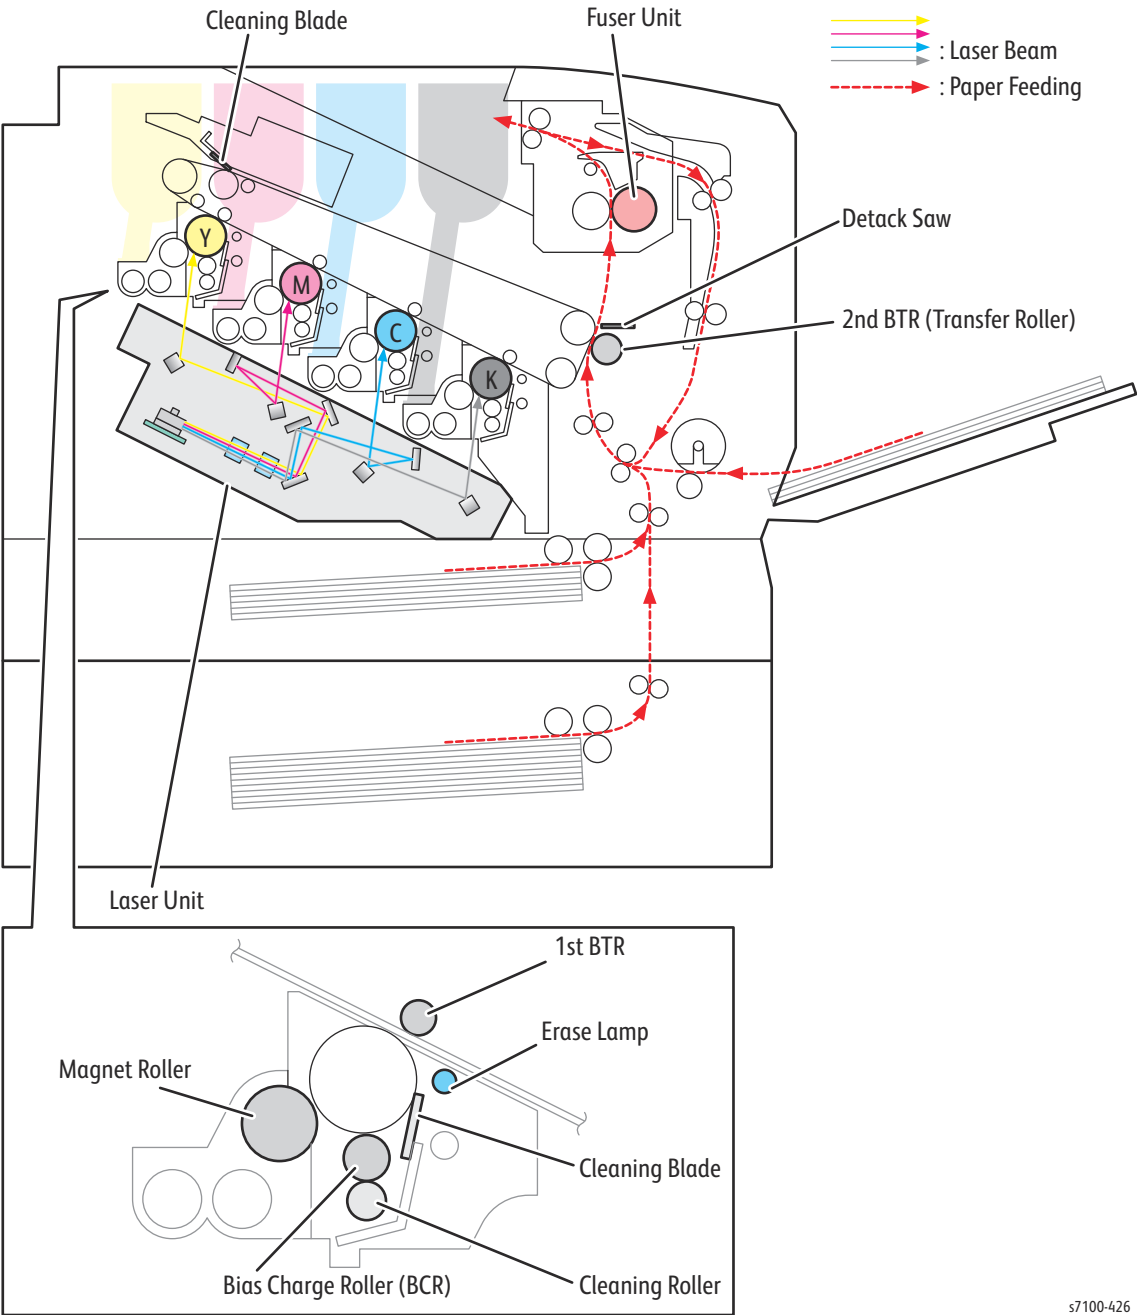 Cleaning Blade
Fuser Unit
: Laser Beam
: Paper Feeding
Detack Saw
Y
M
2nd BTR (Transfer Roller)
C
K
Laser Unit
1st BTR
Erase Lamp
Magnet Roller
Cleaning Blade
Bias Charge Roller (BCR)
Cleaning Roller
s7100-426